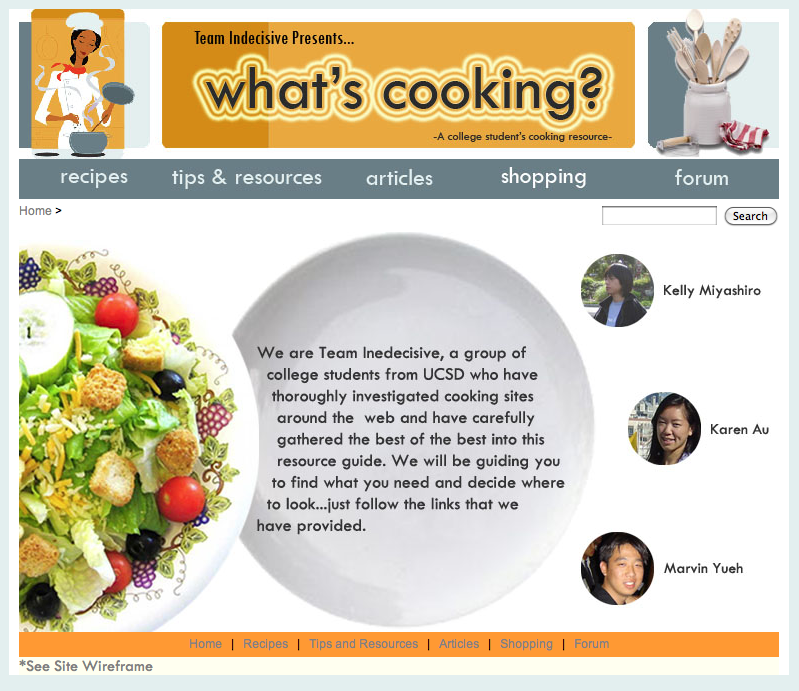 Team Indecisive Presents...
what's cooking?
-A college student's cooking resource-
recipes tips & resources articles shopping forum
Home >
Search
Kelly Miyashiro
We are Team Inedecisive, a group of
college students from UCSD who have
thoroughly investigated cooking sites
around the web and have carefully
gathered the best of the best into this
resource guide. We will be guiding you
to find what you need and decide where
to look...just follow the links that we
have provided.
Karen Au
Marvin Yueh
Home | Recipes | Tips and Resources | Articles | Shopping | Forum
*See Site Wireframe